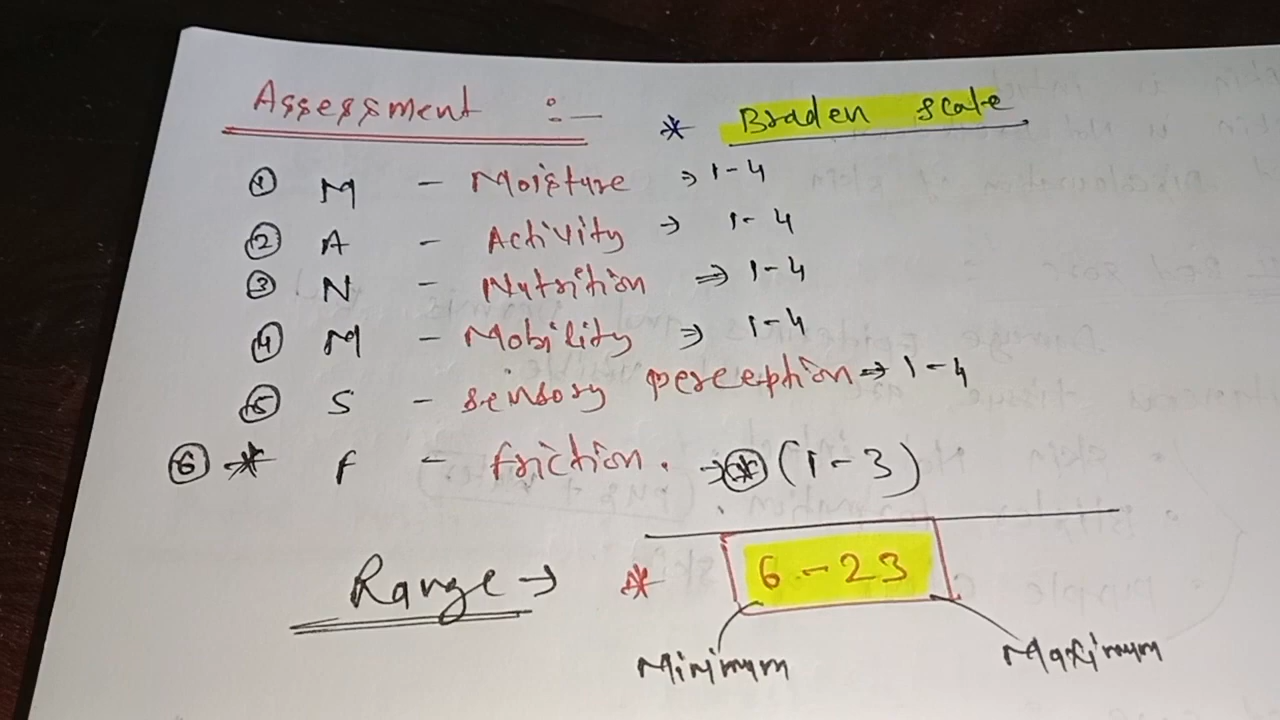 Assessment :— * Braden scale
① M - Moisture → 1-4
② A - Activity → 1-4
③ N - Nutrition ⇒ 1-4
④ M - Mobility ⇒ 1-4
⑤ S - sensory perception ⇒ 1-4
⑥ * F - friction. → * (1-3)
Range → * 6-23
Minimum Maximum